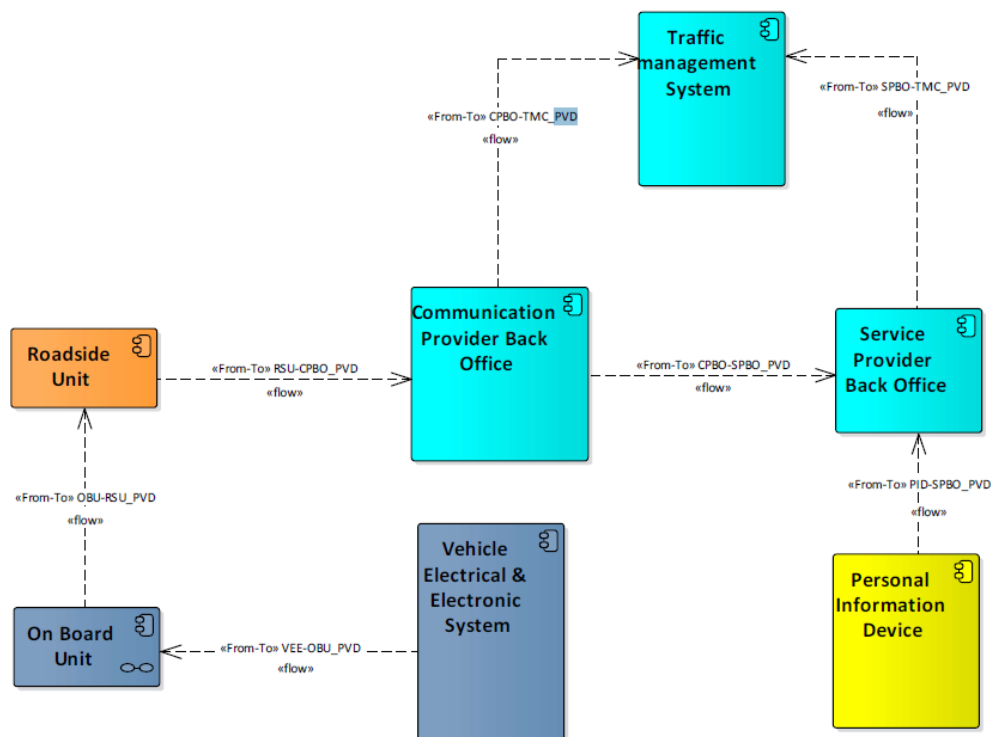 Traffic
management
System
«From-To» SPBO-TMC_PVD
«flow»
«From-To» CPBO-TMC_PVD
«flow»
Communication
Provider Back
Office
Service
Provider
Back Office
Roadside
Unit
«From-To» RSU-CPBO_PVD
«flow»
«From-To» CPBO-SPBO_PVD
«flow»
«From-To» OBU-RSU_PVD
«flow»
«From-To» PID-SPBO_PVD
«flow»
Vehicle
Electrical &
Electronic
System
Personal
Information
Device
On Board
Unit
«From-To» VEE-OBU_PVD
«flow»